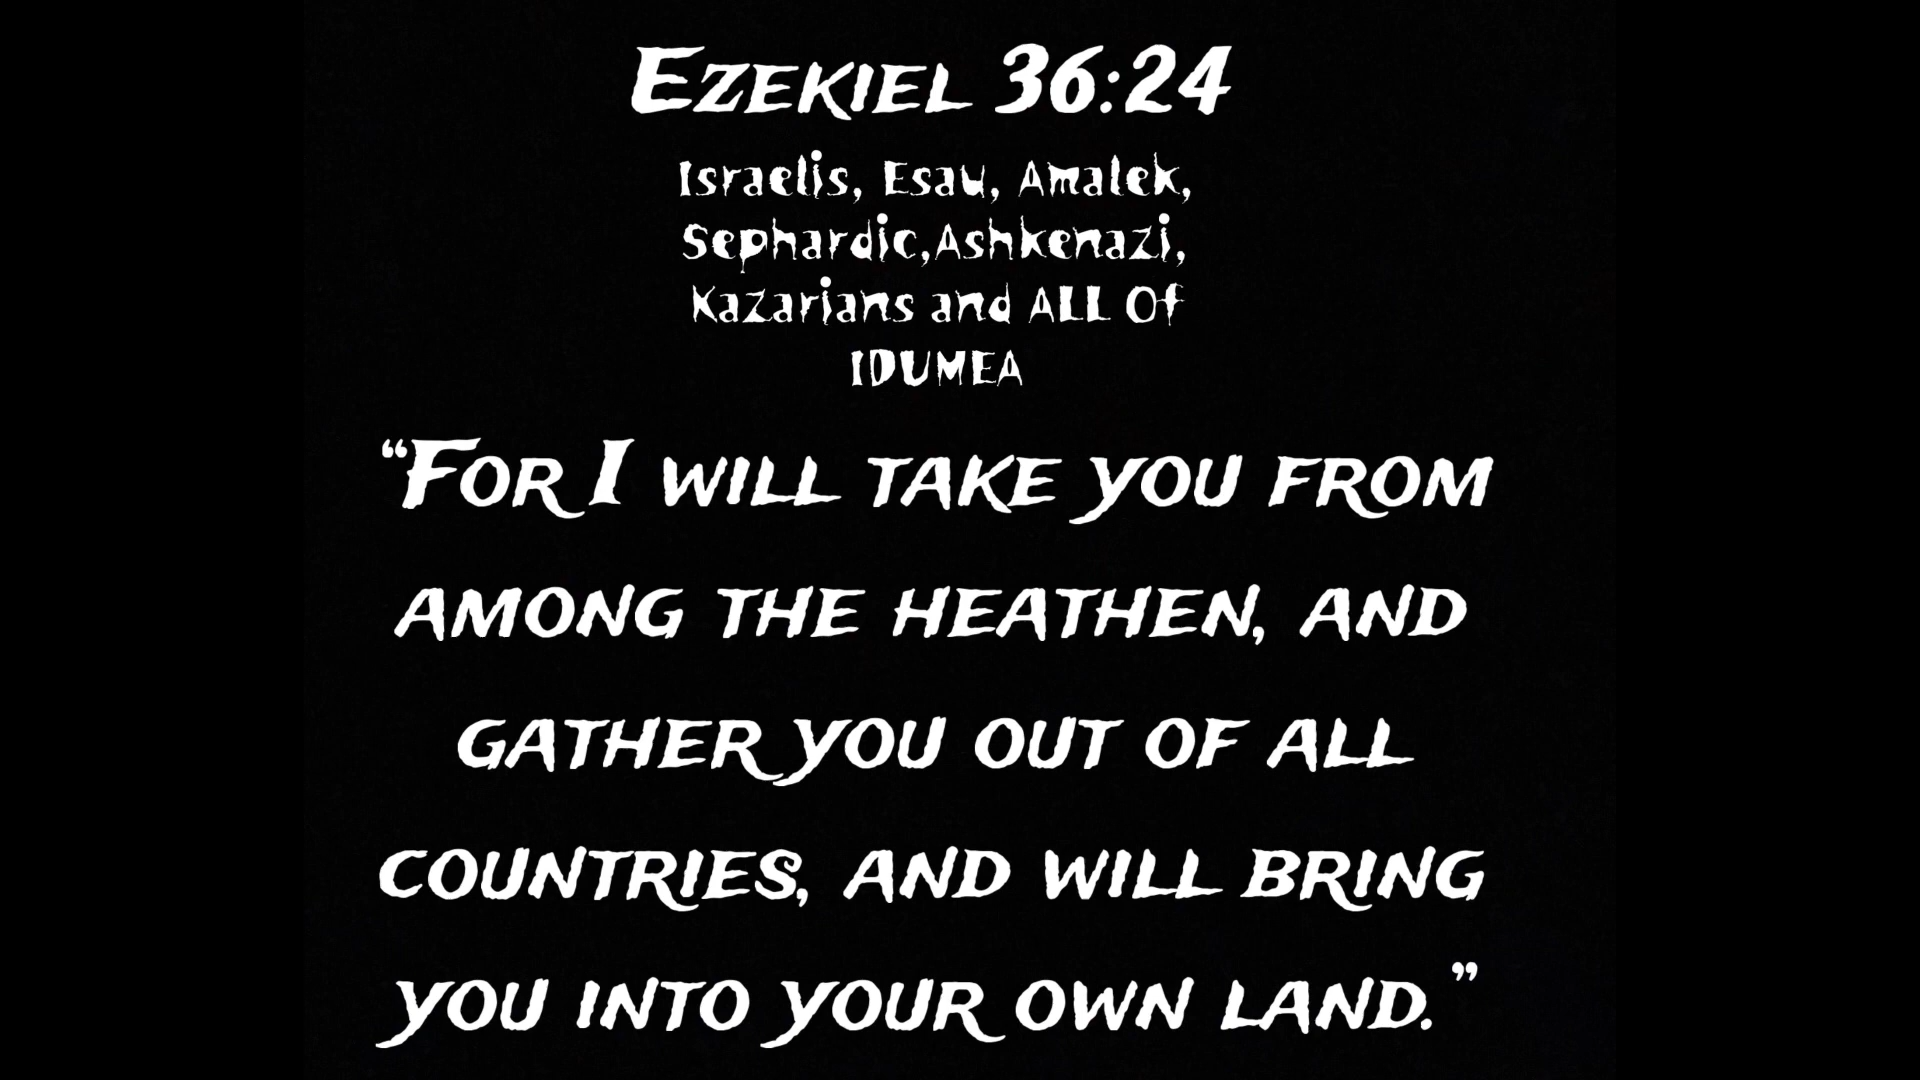 Ezekiel 36:24
Israelis, Esau, Amalek,
Sephardic,Ashkenazi,
Kazarians and ALL Of
IDUMEA
“For I will take you from
among the heathen, and
gather you out of all
countries, and will bring
you into your own land.”